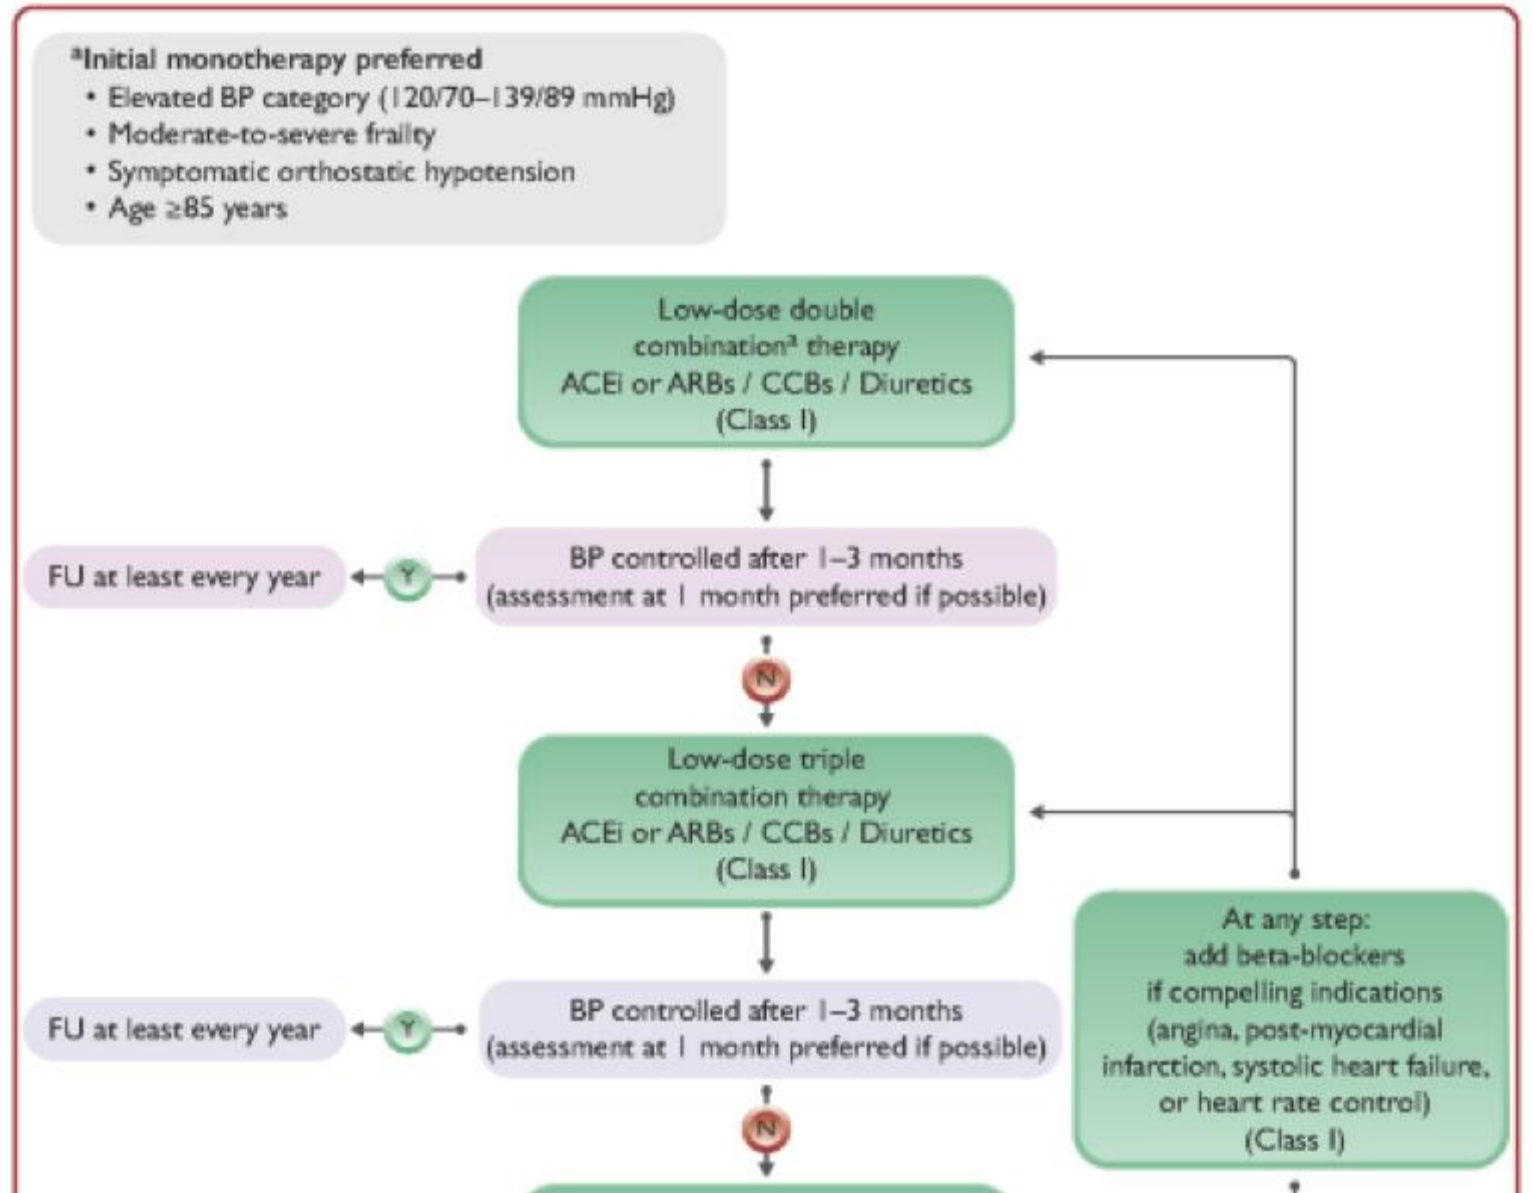 ªInitial monotherapy preferred
• Elevated BP category (120/70–139/89 mmHg)
• Moderate-to-severe frailty
• Symptomatic orthostatic hypotension
• Age ≥85 years
Low-dose double
combinationª therapy
ACEi or ARBs / CCBs / Diuretics
(Class I)
FU at least every year
Y
BP controlled after 1–3 months
(assessment at 1 month preferred if possible)
N
Low-dose triple
combination therapy
ACEi or ARBs / CCBs / Diuretics
(Class I)
At any step:
add beta-blockers
if compelling indications
(angina, post-myocardial
infarction, systolic heart failure,
or heart rate control)
(Class I)
FU at least every year
Y
BP controlled after 1–3 months
(assessment at 1 month preferred if possible)
N